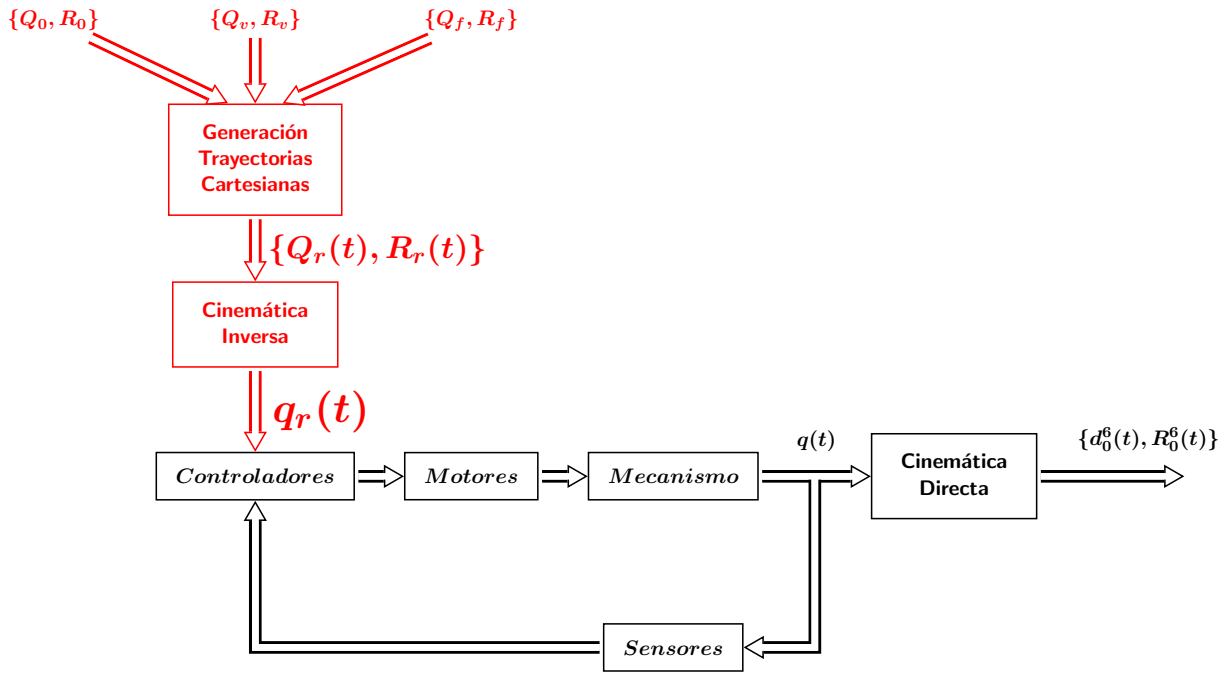 {Q_0, R_0}
{Q_v, R_v}
{Q_f, R_f}
Generación
Trayectorias
Cartesianas
{Q_r(t), R_r(t)}
Cinemática
Inversa
q_r(t)
Controladores
Motores
Mecanismo
q(t)
Cinemática
Directa
{d_0^6(t), R_0^6(t)}
Sensores